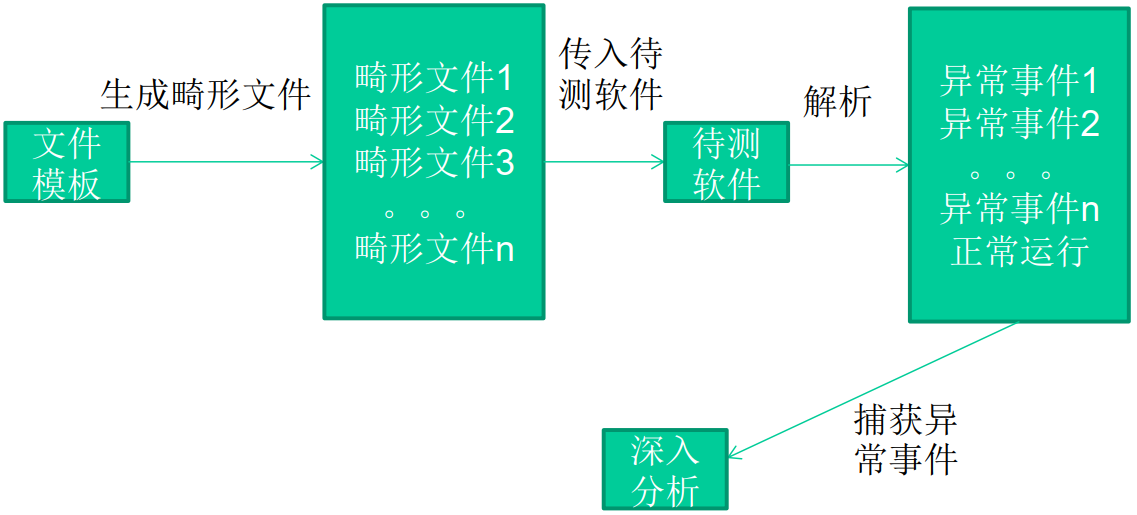 生成畸形文件
文件
模板
畸形文件1
畸形文件2
畸形文件3
。。。
畸形文件n
传入待
测软件
待测
软件
解析
异常事件1
异常事件2
。。。
异常事件n
正常运行
捕获异
常事件
深入
分析